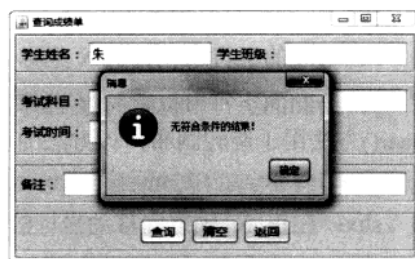 查询成绩单
学生姓名： 朱 学生班级：
消息 X
考试科目：
无符合条件的结果！
考试时间：
确定
备注：
查询 清空 返回